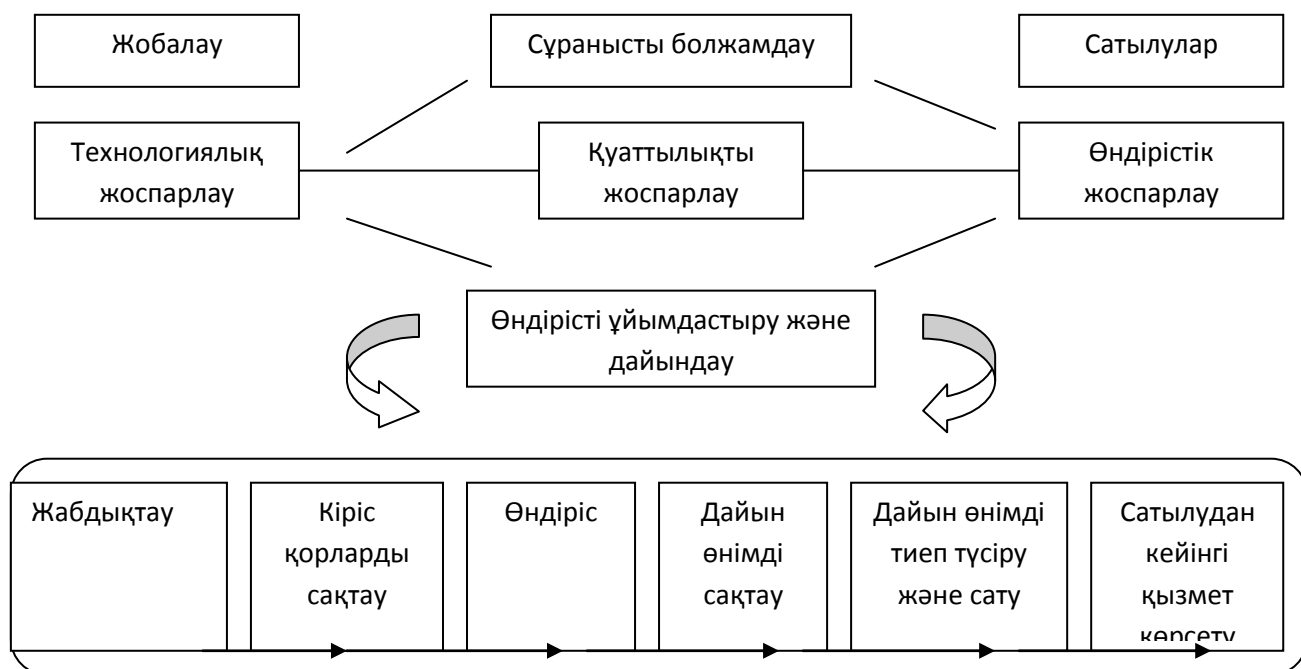 Жобалау
Сұранысты болжамдау
Сатылулар
Технологиялық
жоспарлау
Қуаттылықты
жоспарлау
Өндірістік
жоспарлау
Өндірісті ұйымдастыру және
дайындау
Жабдықтау
Кіріс
қорларды
сақтау
Өндіріс
Дайын
өнімді
сақтау
Дайын өнімді
тиеп түсіру
және сату
Сатылудан
кейінгі
қызмет
көрсету